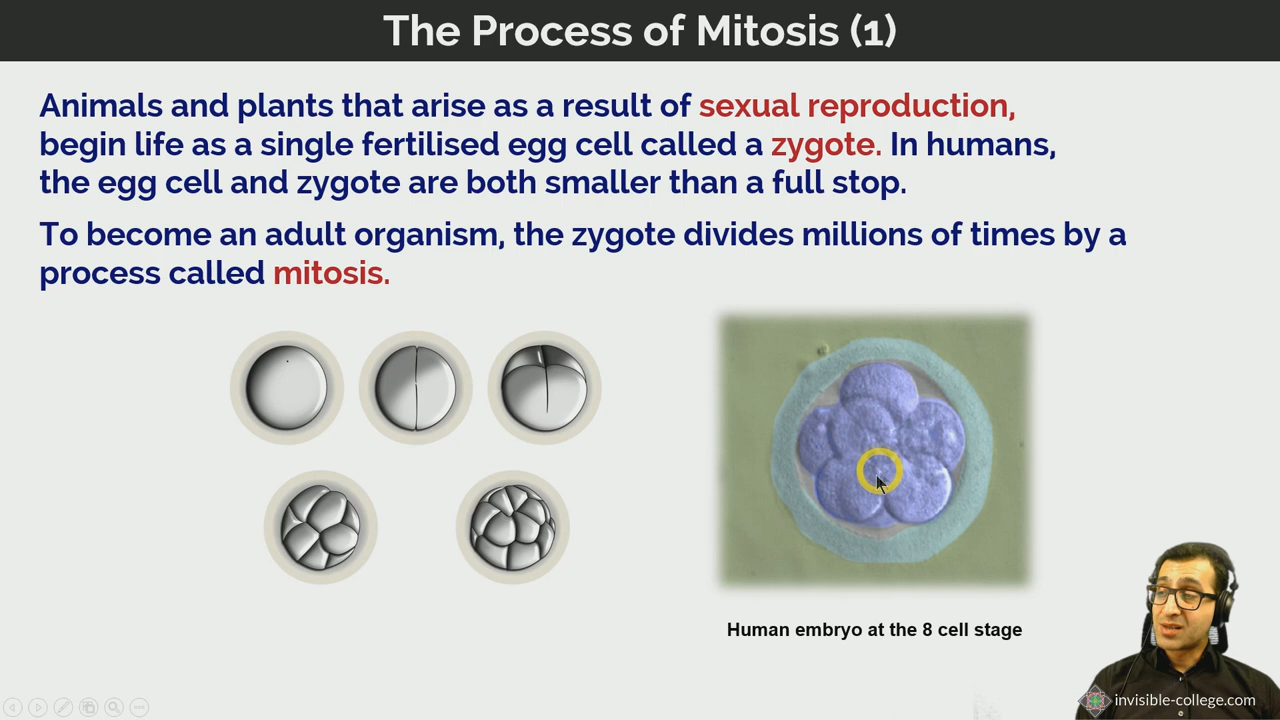 The Process of Mitosis (1)
Animals and plants that arise as a result of sexual reproduction,
begin life as a single fertilised egg cell called a zygote. In humans,
the egg cell and zygote are both smaller than a full stop.
To become an adult organism, the zygote divides millions of times by a
process called mitosis.
Human embryo at the 8 cell stage
invisible-college.com